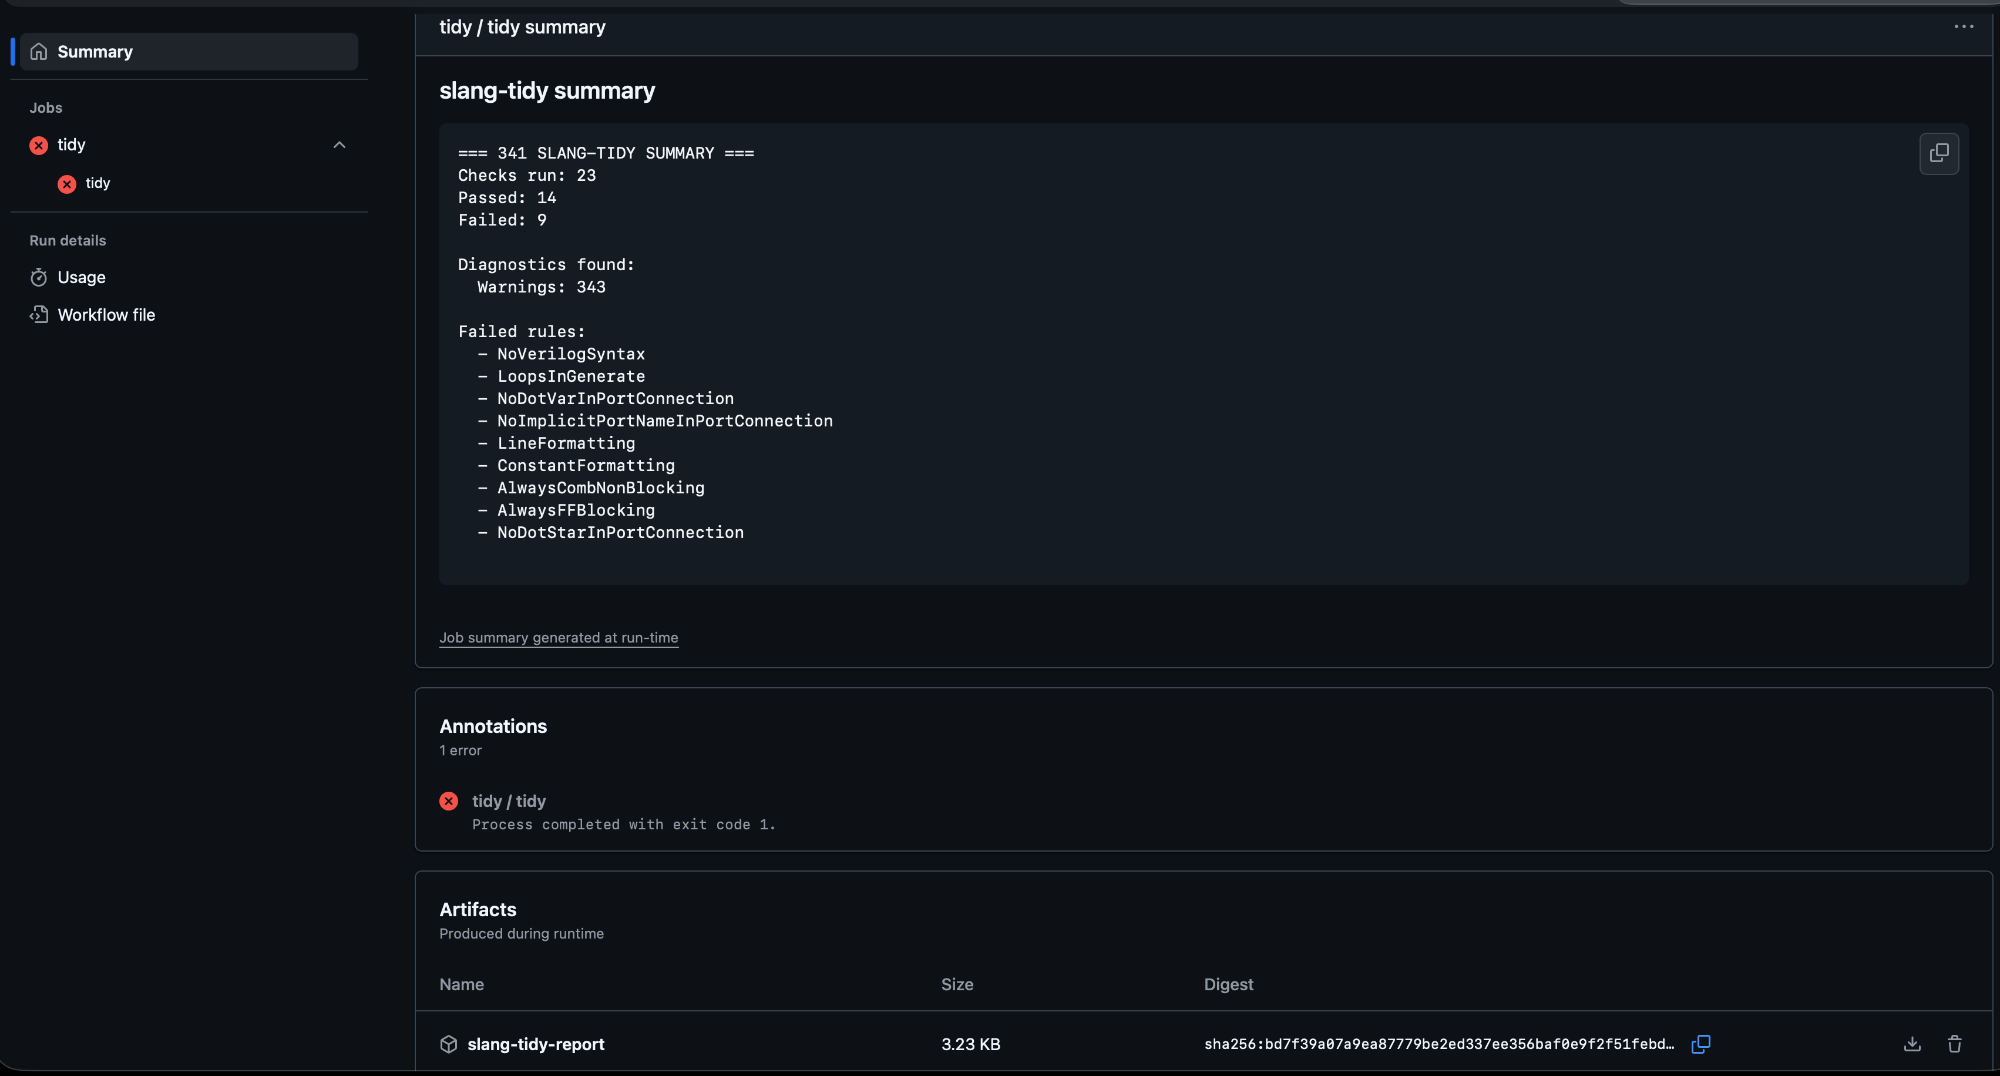 Summary
Jobs
tidy
tidy
Run details
Usage
Workflow file
tidy / tidy summary
slang-tidy summary
=== 341 SLANG-TIDY SUMMARY ===
Checks run: 23
Passed: 14
Failed: 9
Diagnostics found:
Warnings: 343
Failed rules:
- NoVerilogSyntax
- LoopsInGenerate
- NoDotVarInPortConnection
- NoImplicitPortNameInPortConnection
- LineFormatting
- ConstantFormatting
- AlwaysCombNonBlocking
- AlwaysFFBlocking
- NoDotStarInPortConnection
Job summary generated at run-time
Annotations
1 error
tidy / tidy
Process completed with exit code 1.
Artifacts
Produced during runtime
Name Size Digest
slang-tidy-report 3.23 KB sha256:bd7f39a07a9ea87779be2ed337ee356baf0e9f2f51febd…